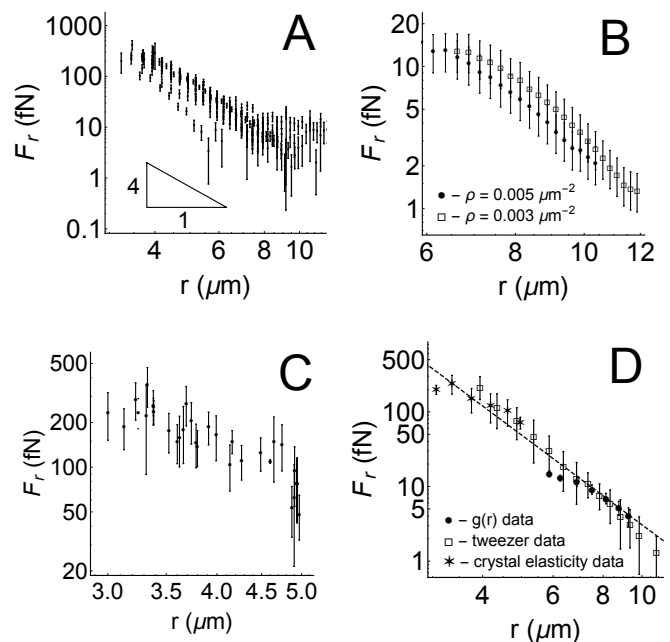 A
1000
100
10
1
0.1
F_r (fN)
4
1
4 6 8 10
r (µm)
B
20
10
5
2
1
F_r (fN)
● – ρ = 0.005 µm⁻²
□ – ρ = 0.003 µm⁻²
6 8 10 12
r (µm)
C
500
200
100
50
20
F_r (fN)
3.0 3.5 4.0 4.5 5.0
r (µm)
D
500
100
50
10
5
1
F_r (fN)
● – g(r) data
□ – tweezer data
✶ – crystal elasticity data
4 6 8 10
r (µm)